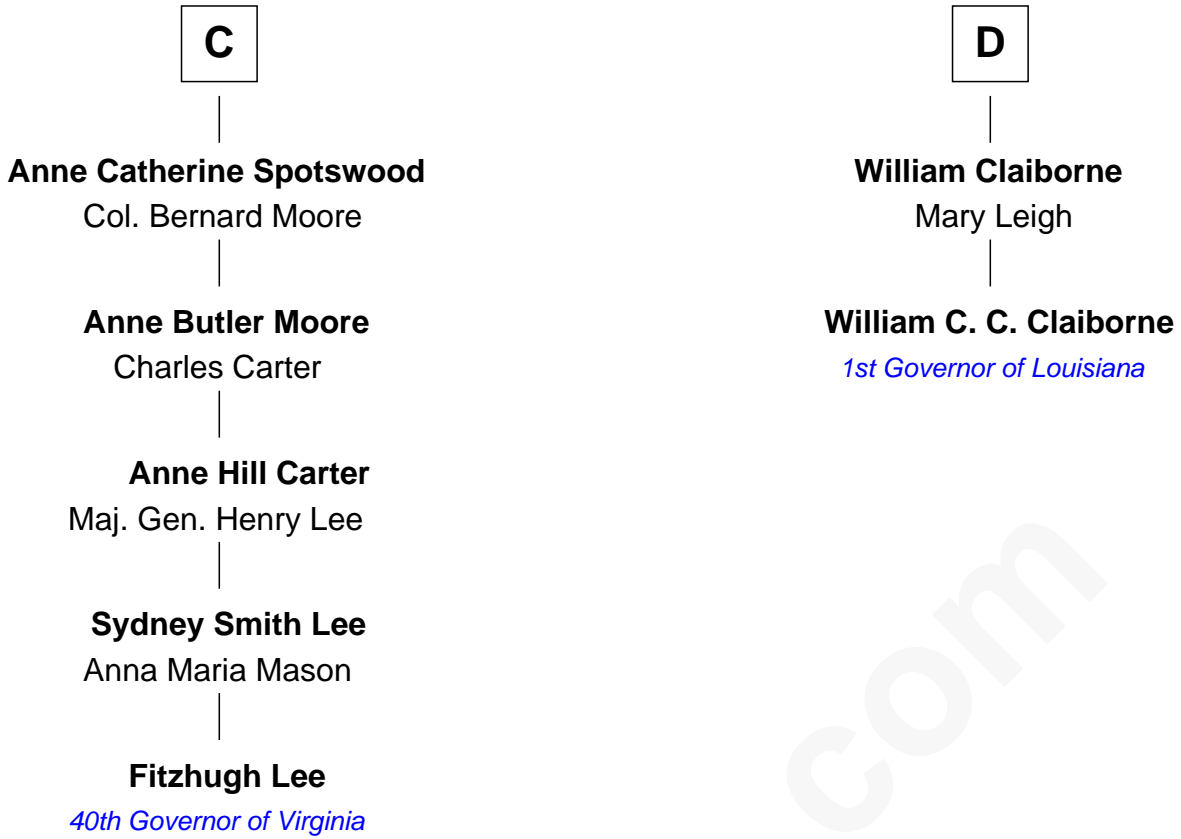 C
Anne Catherine Spotswood
Col. Bernard Moore
Anne Butler Moore
Charles Carter
Anne Hill Carter
Maj. Gen. Henry Lee
Sydney Smith Lee
Anna Maria Mason
Fitzhugh Lee
40th Governor of Virginia
D
William Claiborne
Mary Leigh
William C. C. Claiborne
1st Governor of Louisiana
com